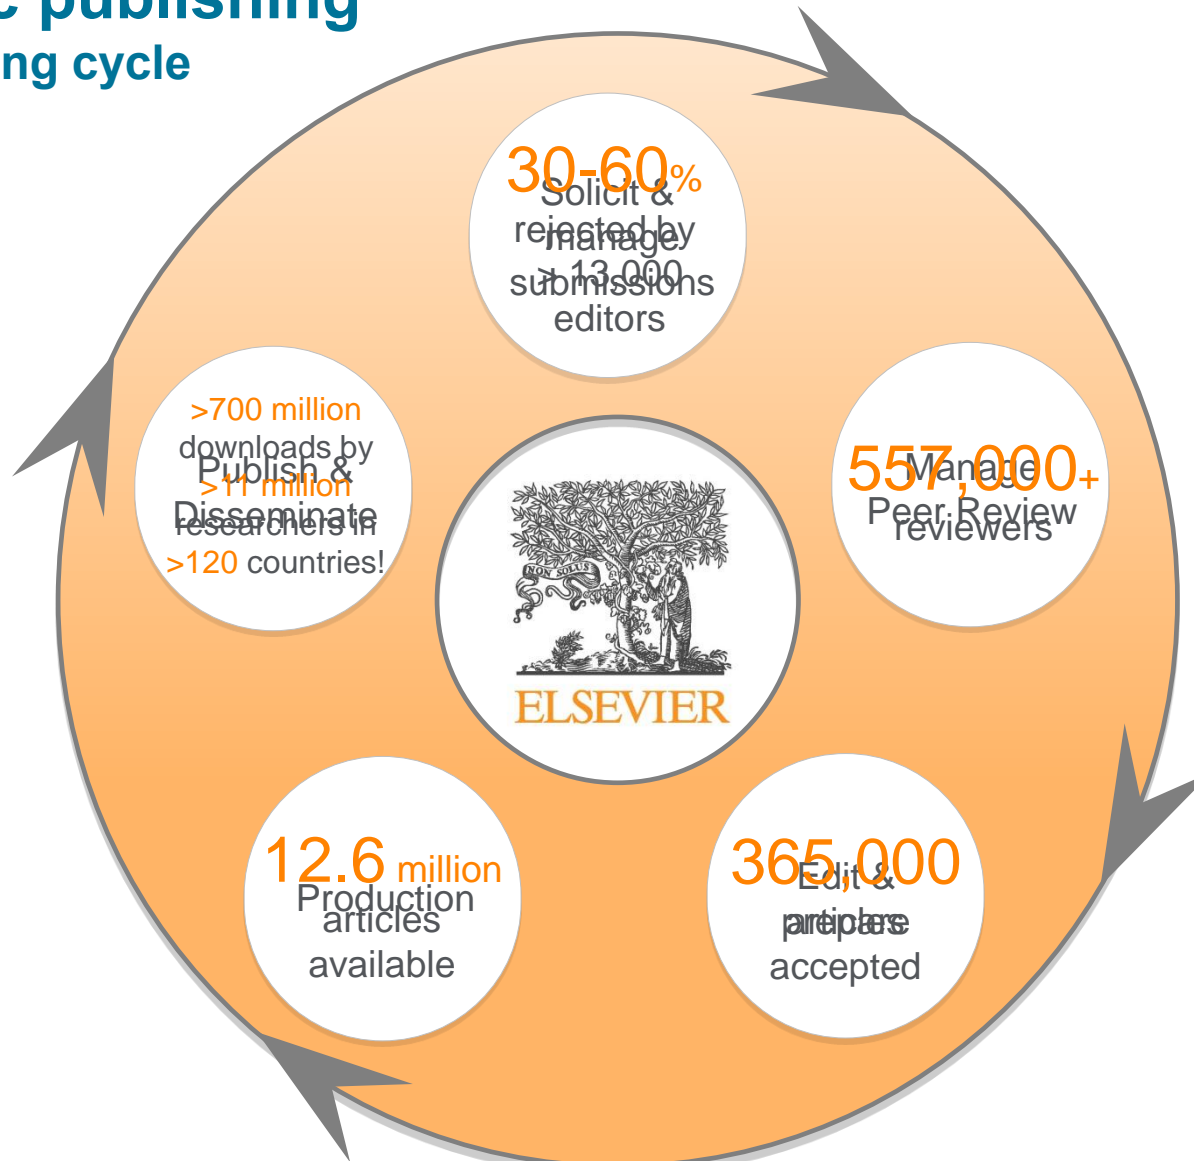 c publishing
ng cycle
30-60%
rejected by
> 13,000
editors
Solicit &
manage
submissions
557,000+
reviewers
Manage
Peer Review
365,000
articles
accepted
Edit &
prepare
12.6 million
articles
available
Production
>700 million
downloads by
>11 million
researchers in
>120 countries!
Publish &
Disseminate
NON SOLUS
ELSEVIER